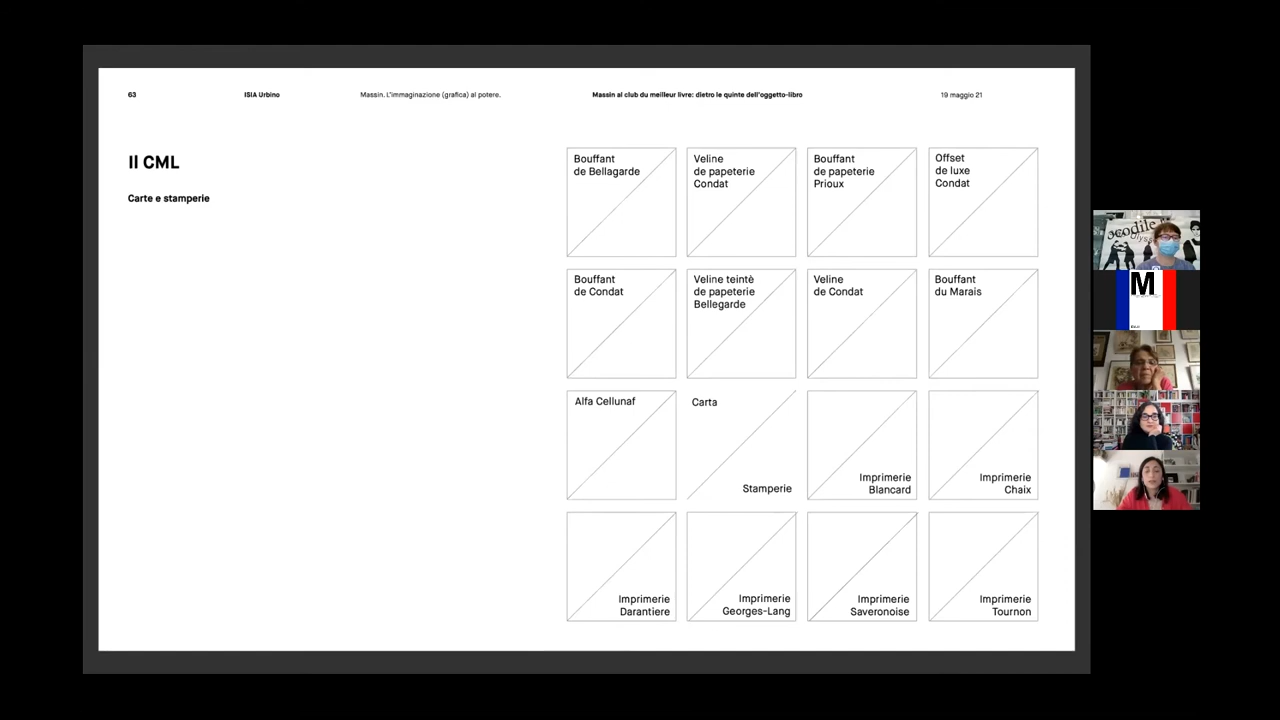 63
ISIA Urbino
Massin. L'immaginazione (grafica) al potere.
Massin al club du meilleur livre: dietro le quinte dell'oggetto-libro
19 maggio 21
Il CML
Carte e stamperie
Bouffant
de Bellagarde
Veline
de papeterie
Condat
Bouffant
de papeterie
Prioux
Offset
de luxe
Condat
Bouffant
de Condat
Veline teintè
de papeterie
Bellegarde
Veline
de Condat
Bouffant
du Marais
Alfa Cellunaf
Carta
Stamperie
Imprimerie
Blancard
Imprimerie
Chaix
Imprimerie
Darantiere
Imprimerie
Georges-Lang
Imprimerie
Saveronoise
Imprimerie
Tournon
ocodile
ulyss
M